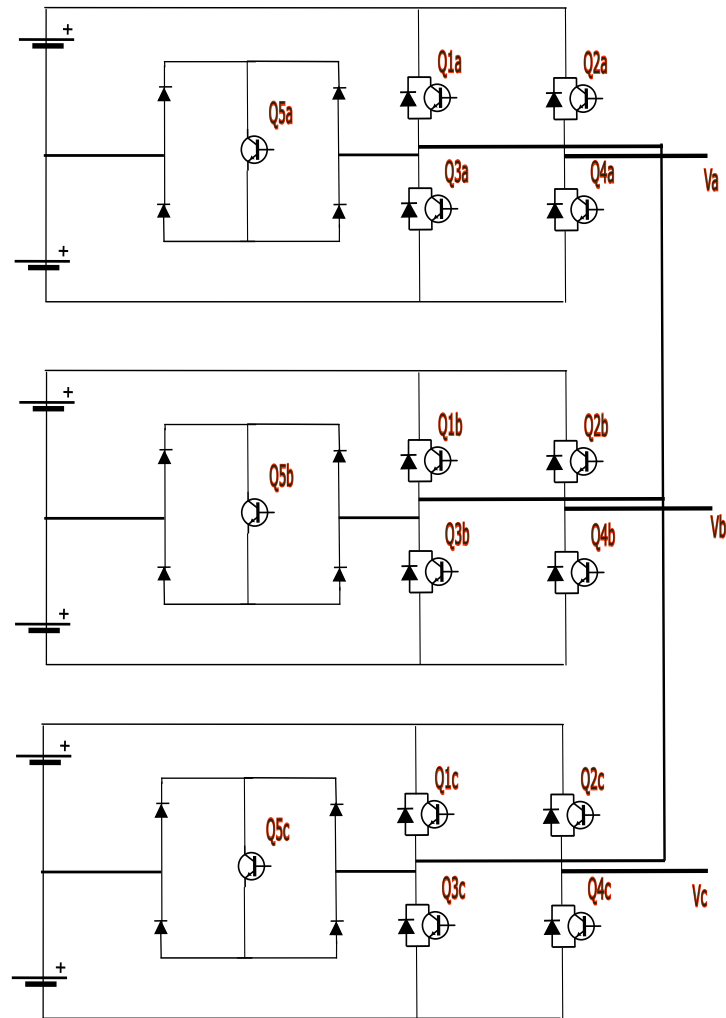 +
Q1a
Q2a
Q5a
Q3a
Q4a
Va
+
+
Q1b
Q2b
Q5b
Vb
Q3b
Q4b
+
+
Q1c
Q2c
Q5c
Q3c
Q4c
Vc
+